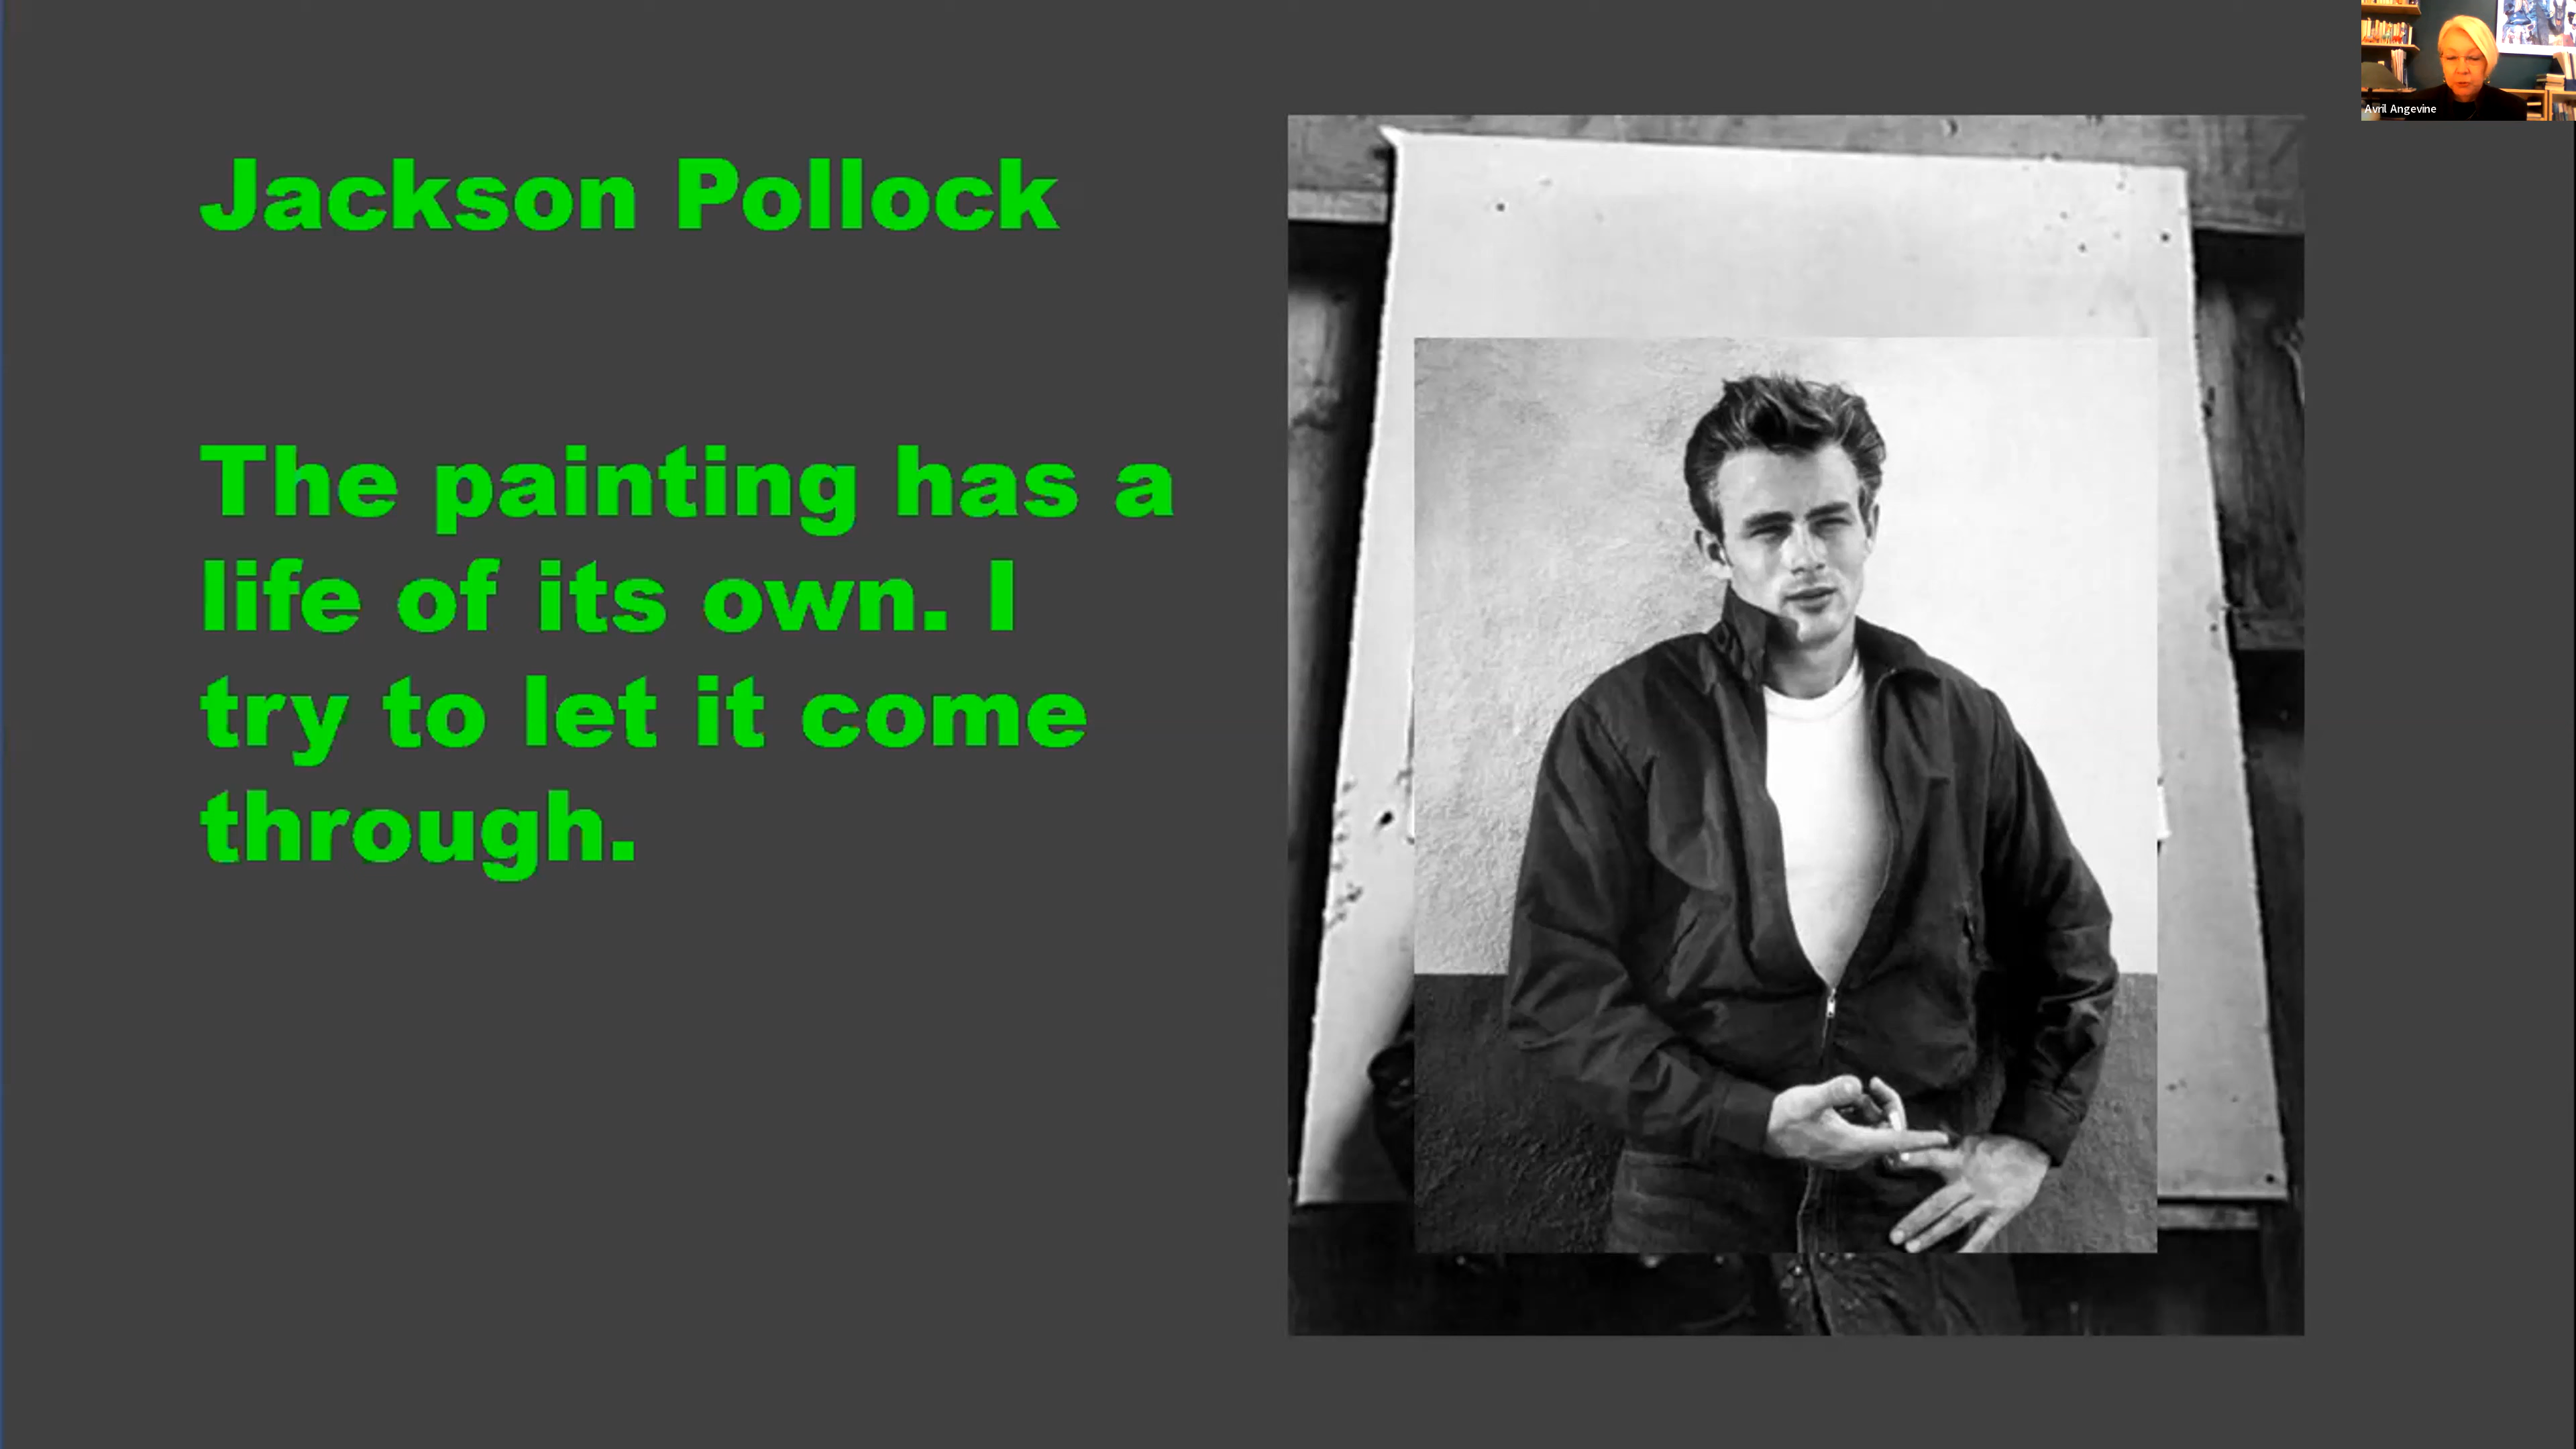 Avril Angevine
Jackson Pollock
The painting has a
life of its own. I
try to let it come
through.